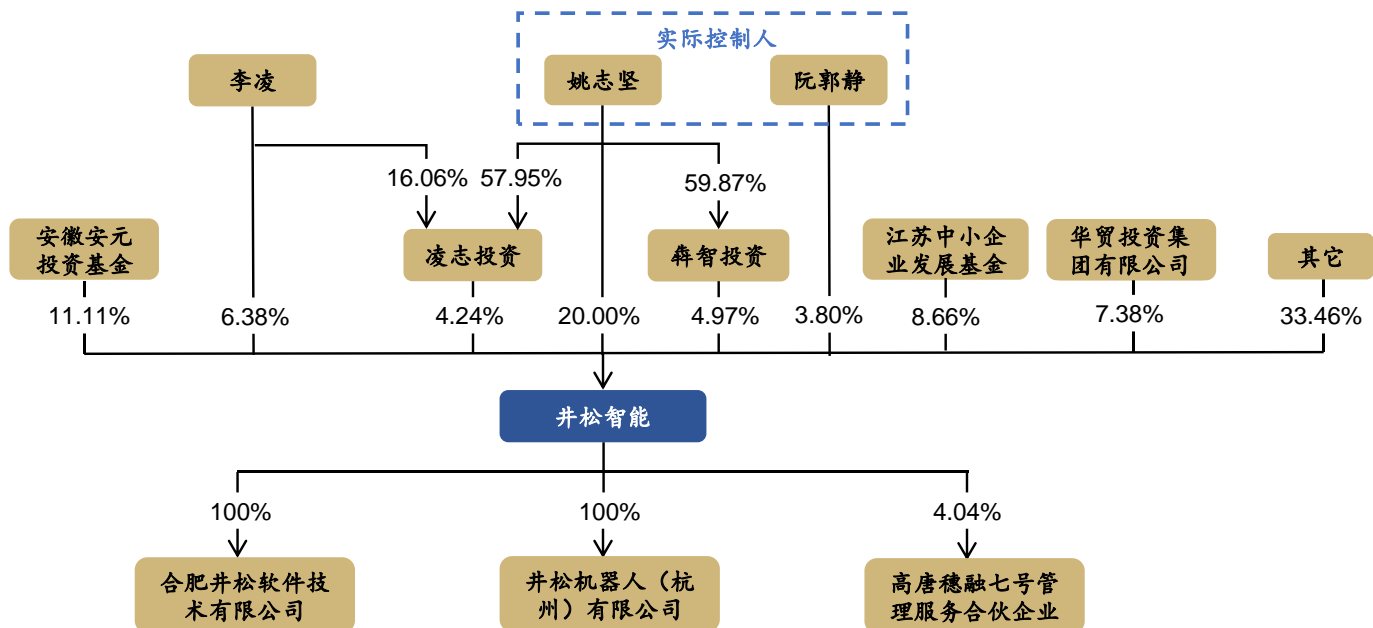 实际控制人
李凌
姚志坚
阮郭静
16.06%
57.95%
59.87%
安徽安元
投资基金
凌志投资
犇智投资
江苏中小企
业发展基金
华贸投资集
团有限公司
其它
11.11%
6.38%
4.24%
20.00%
4.97%
3.80%
8.66%
7.38%
33.46%
井松智能
100%
100%
4.04%
合肥井松软件技
术有限公司
井松机器人（杭
州）有限公司
高唐穗融七号管
理服务合伙企业